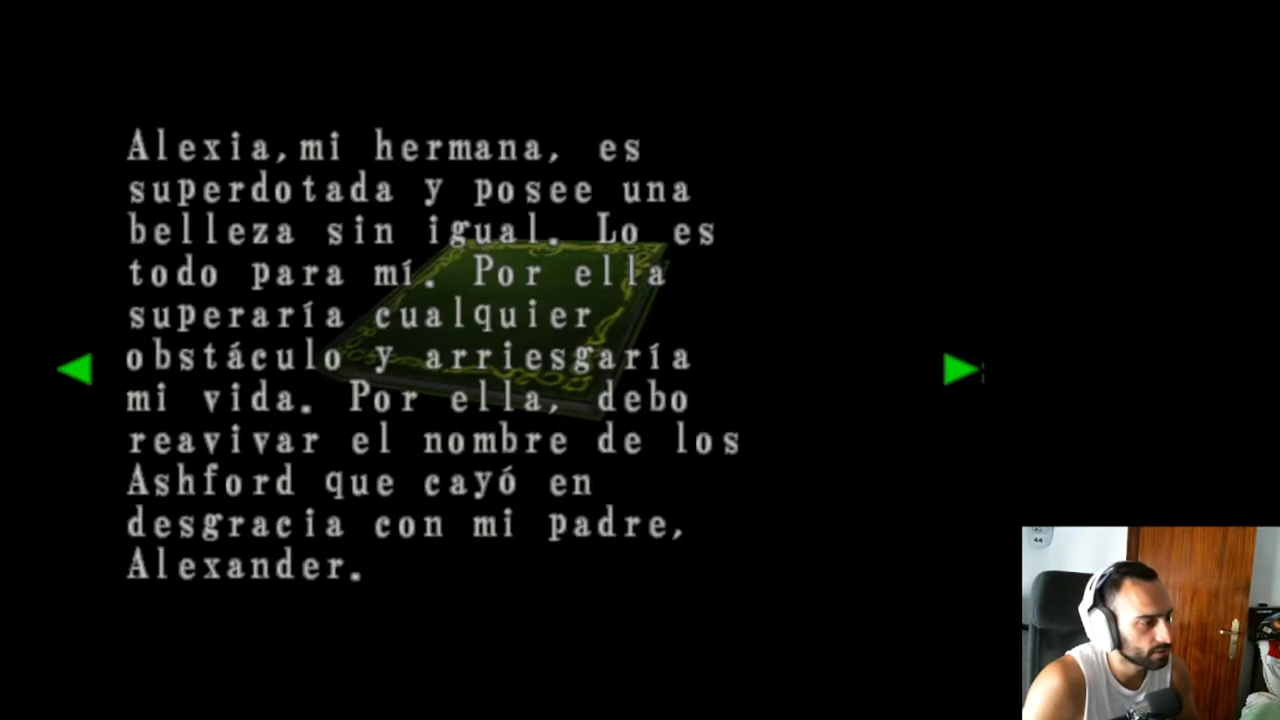 Alexia,mi hermana, es
superdotada y posee una
belleza sin igual. Lo es
todo para mí. Por ella
superaría cualquier
obstáculo y arriesgaría
mi vida. Por ella, debo
reavivar el nombre de los
Ashford que cayó en
desgracia con mi padre,
Alexander.
44